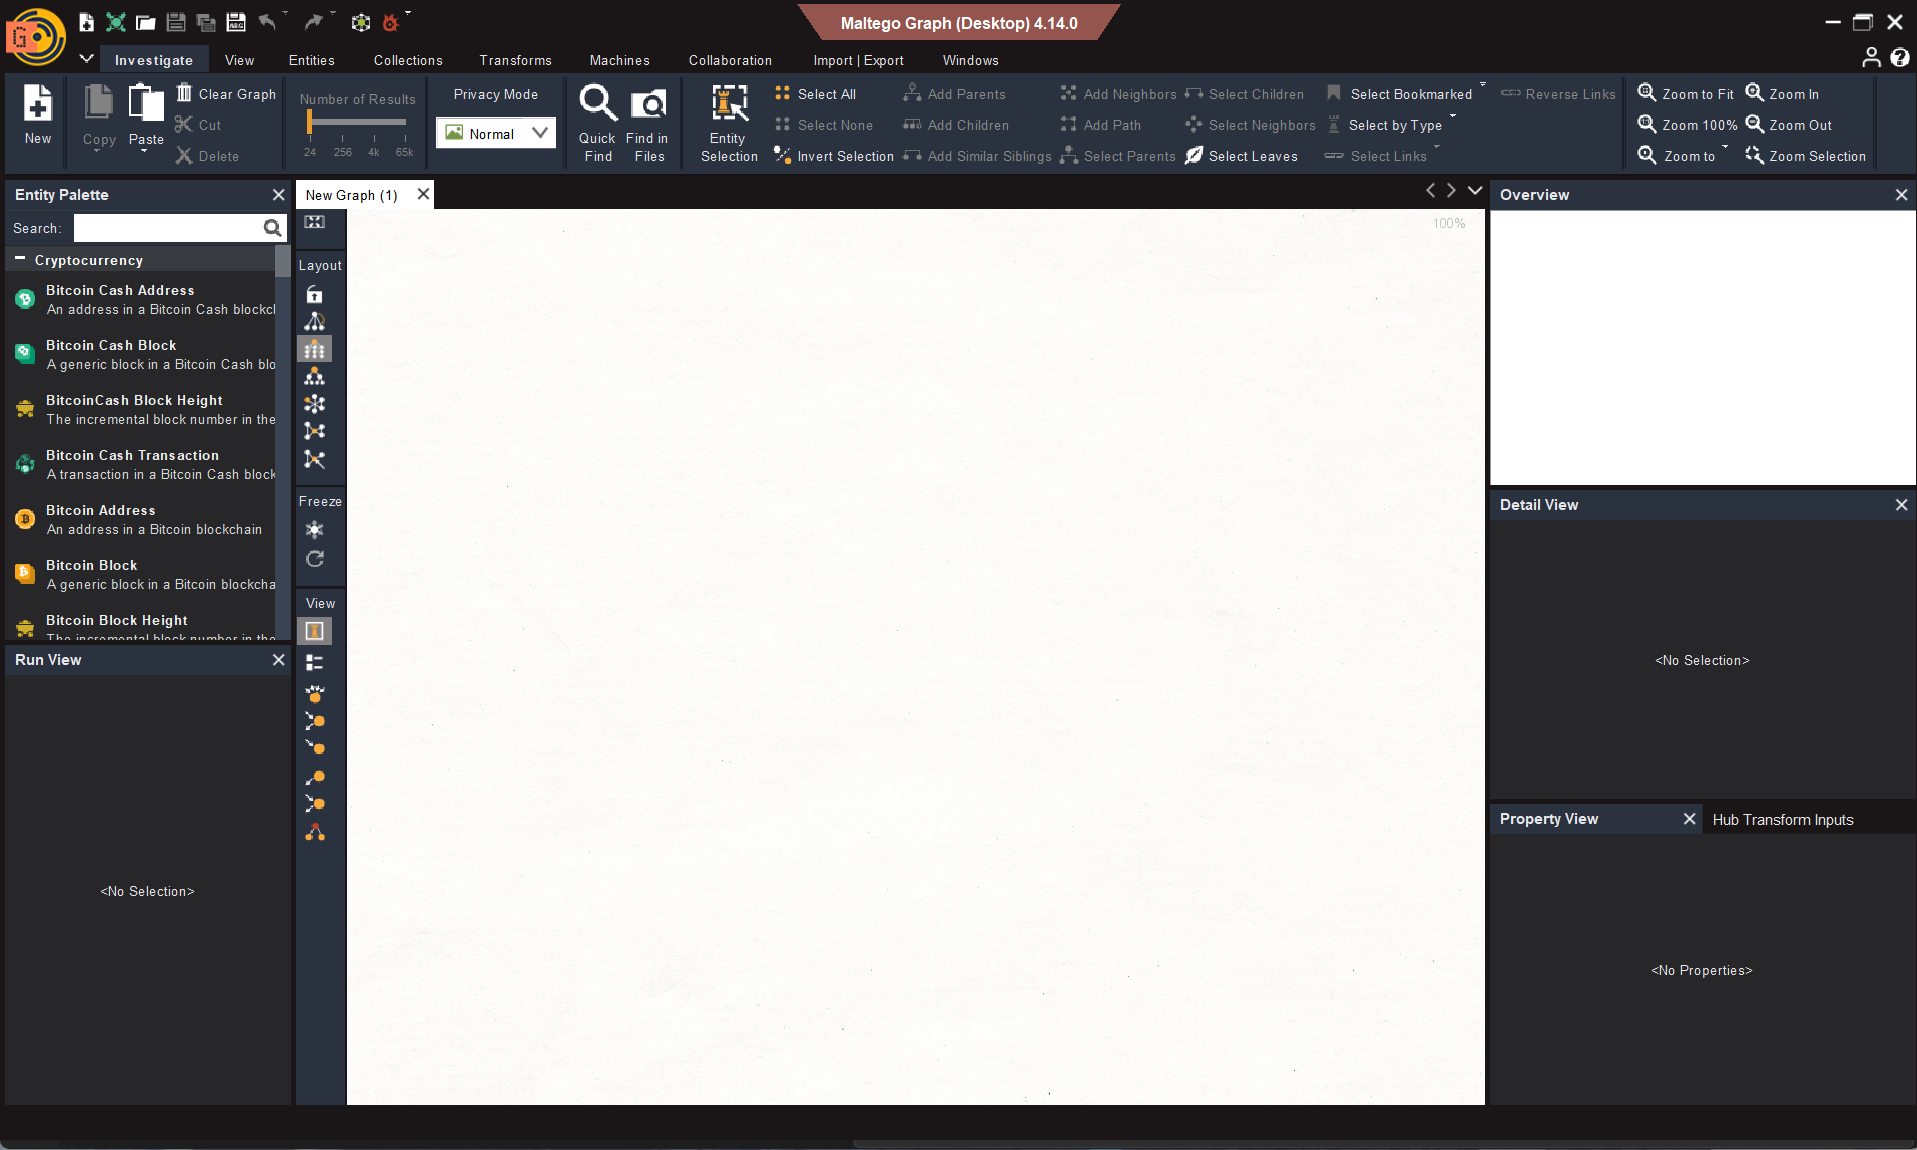 Maltego Graph (Desktop) 4.14.0
Investigate View Entities Collections Transforms Machines Collaboration Import | Export Windows
New
Copy
Paste
Clear Graph
Cut
Delete
Number of Results
24 256 4k 65k
Privacy Mode
Normal
Quick
Find
Find in
Files
Entity
Selection
Select All
Select None
Invert Selection
Add Parents
Add Children
Add Similar Siblings
Add Neighbors
Add Path
Select Parents
Select Children
Select Neighbors
Select Leaves
Select Bookmarked
Select by Type
Select Links
Reverse Links
Zoom to Fit
Zoom 100%
Zoom to
Zoom In
Zoom Out
Zoom Selection
Entity Palette
Search:
Cryptocurrency
Bitcoin Cash Address
An address in a Bitcoin Cash blockcl
Bitcoin Cash Block
A generic block in a Bitcoin Cash blo
BitcoinCash Block Height
The incremental block number in the
Bitcoin Cash Transaction
A transaction in a Bitcoin Cash block
Bitcoin Address
An address in a Bitcoin blockchain
Bitcoin Block
A generic block in a Bitcoin blockcha
Bitcoin Block Height
The incremental block number in the
Run View
<No Selection>
New Graph (1)
Layout
Freeze
View
100%
Overview
Detail View
<No Selection>
Property View
Hub Transform Inputs
<No Properties>